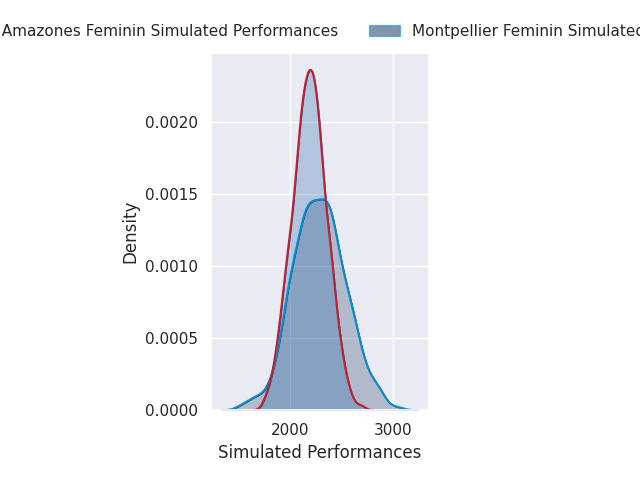 Amazones Feminin Simulated Performances Montpellier Feminin Simulated
0.0020
0.0015
0.0010
0.0005
0.0000
Density
2000 3000
Simulated Performances